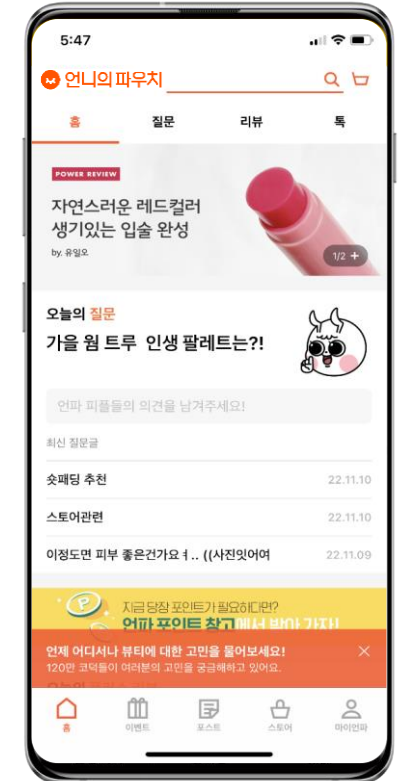 5:47
언니의파우치
홈 질문 리뷰 톡
POWER REVIEW
자연스러운 레드컬러
생기있는 입술 완성
by. 유일오
1/2 +
오늘의 질문
가을 웜 트루 인생 팔레트는?!
언파 피플들의 의견을 남겨주세요!
최신 질문글
숏패딩 추천 22.11.10
스토어관련 22.11.10
이정도면 피부 좋은건가요ㅕ.. ((사진잇어여 22.11.09
지금 당장 포인트가 필요하다면?
언파 포인트 창고에서 받아 가자!
언제 어디서나 뷰티에 대한 고민을 물어보세요!
120만 코덕들이 여러분의 고민을 궁금해하고 있어요.
홈 이벤트 포스트 스토어 마이언파